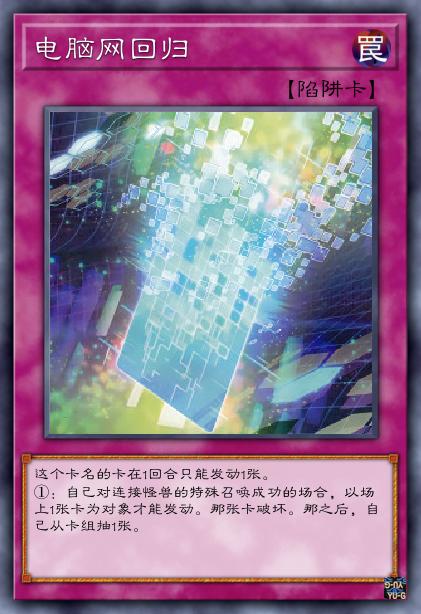 电脑网回归
罠
【陷阱卡】
这个卡名的卡在1回合只能发动1张。
①：自己对连接怪兽的特殊召唤成功的场合，以场
上1张卡为对象才能发动。那张卡破坏。那之后，自
己从卡组抽1张。
YU-G